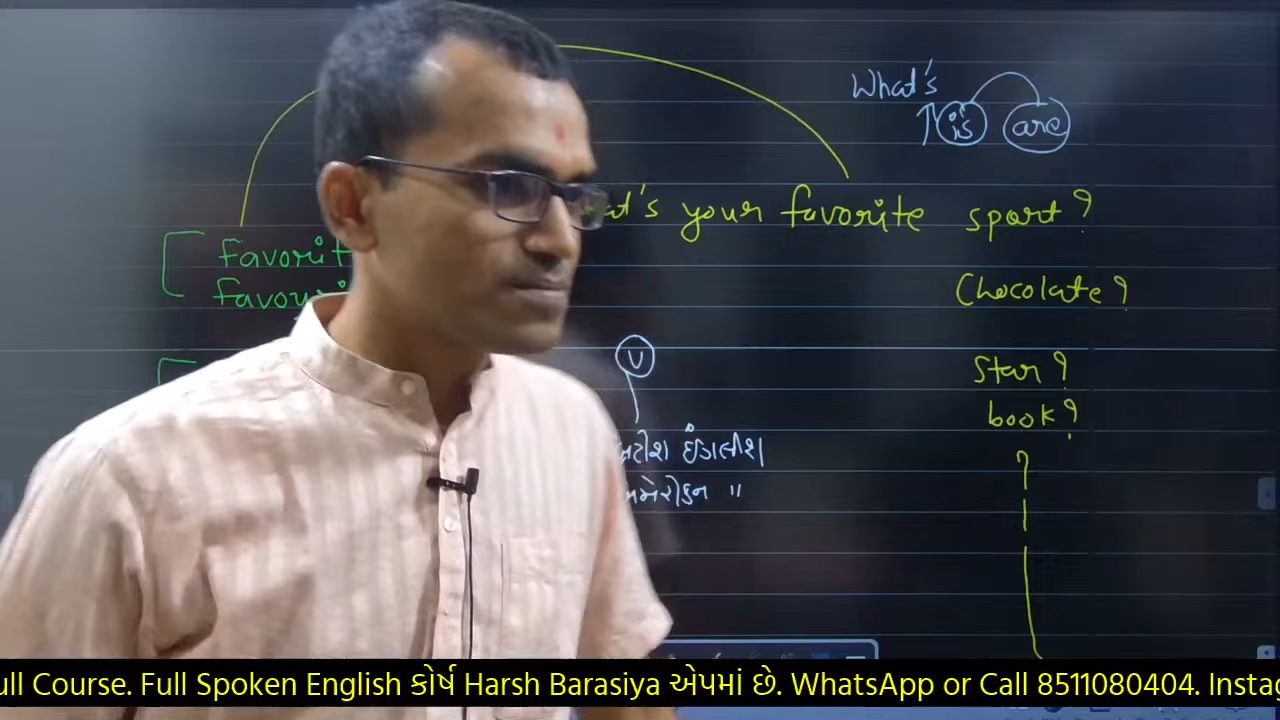 What's
is are
What's your favorite sport?
favorit
favou
Chocolate?
Star?
book?
U
ઈંગ્લીશ
"
ull Course. Full Spoken English કોર્ષ Harsh Barasiya એપમાં છે. WhatsApp or Call 8511080404. Instag